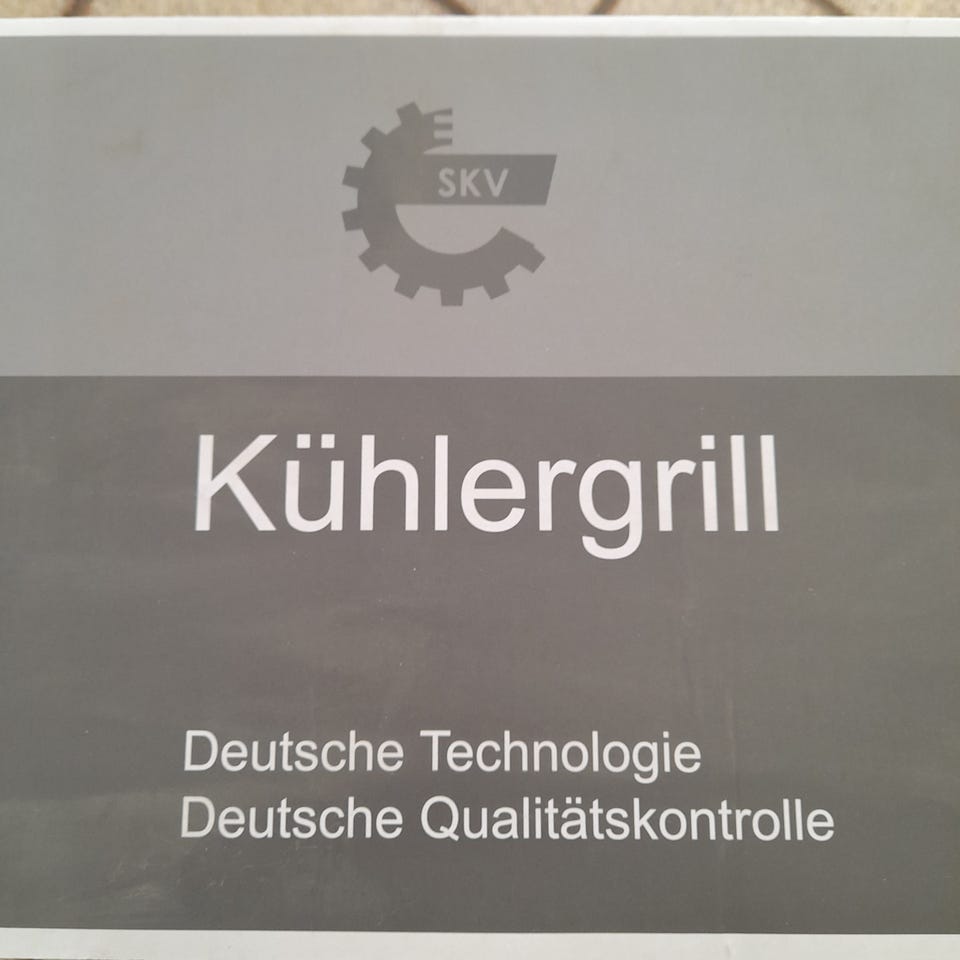 SKV
Kühlergrill
Deutsche Technologie
Deutsche Qualitätskontrolle